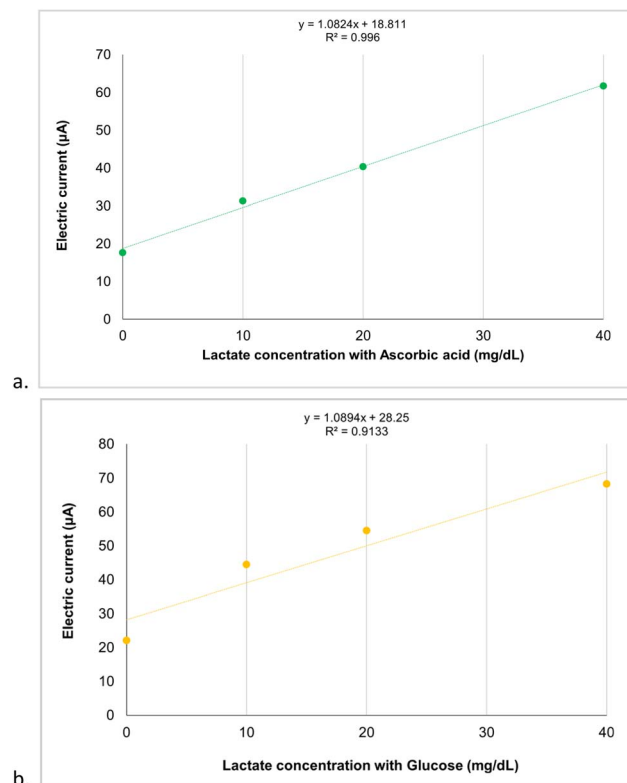 y = 1.0824x + 18.811
R² = 0.996
70
60
50
40
30
20
10
0
Electric current (µA)
0 10 20 30 40
Lactate concentration with Ascorbic acid (mg/dL)
a.
y = 1.0894x + 28.25
R² = 0.9133
80
70
60
50
40
30
20
10
0
Electric current (µA)
0 10 20 30 40
Lactate concentration with Glucose (mg/dL)
b